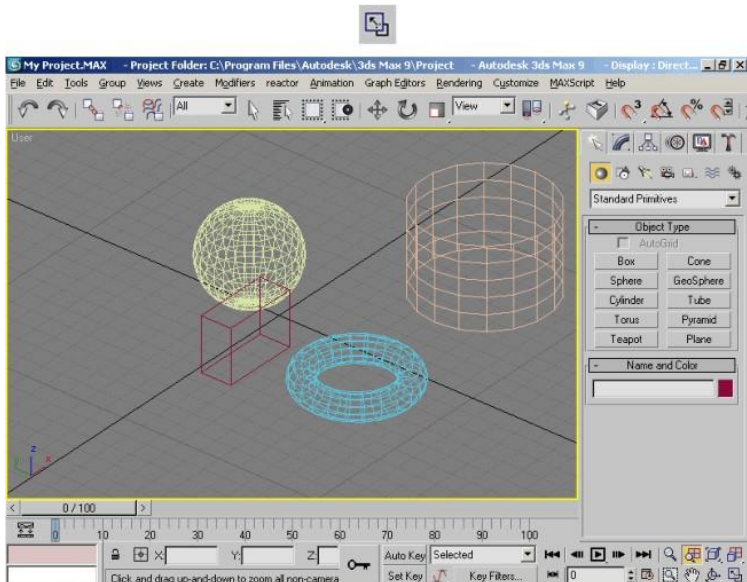 My Project.MAX - Project Folder: C:\Program Files\Autodesk\3ds Max 9\Project - Autodesk 3ds Max 9 - Display : Direct...
File Edit Tools Group Views Create Modifiers reactor Animation Graph Editors Rendering Customize MAXScript Help
All View
User
Standard Primitives
- Object Type
AutoGrid
Box Cone
Sphere GeoSphere
Cylinder Tube
Torus Pyramid
Teapot Plane
- Name and Color
z
y x
< 0 / 100 >
0 10 20 30 40 50 60 70 80 90 100
X: Y: Z: Auto Key Selected
Click and drag up-and-down to zoom all non-camera Set Key Key Filters... 0